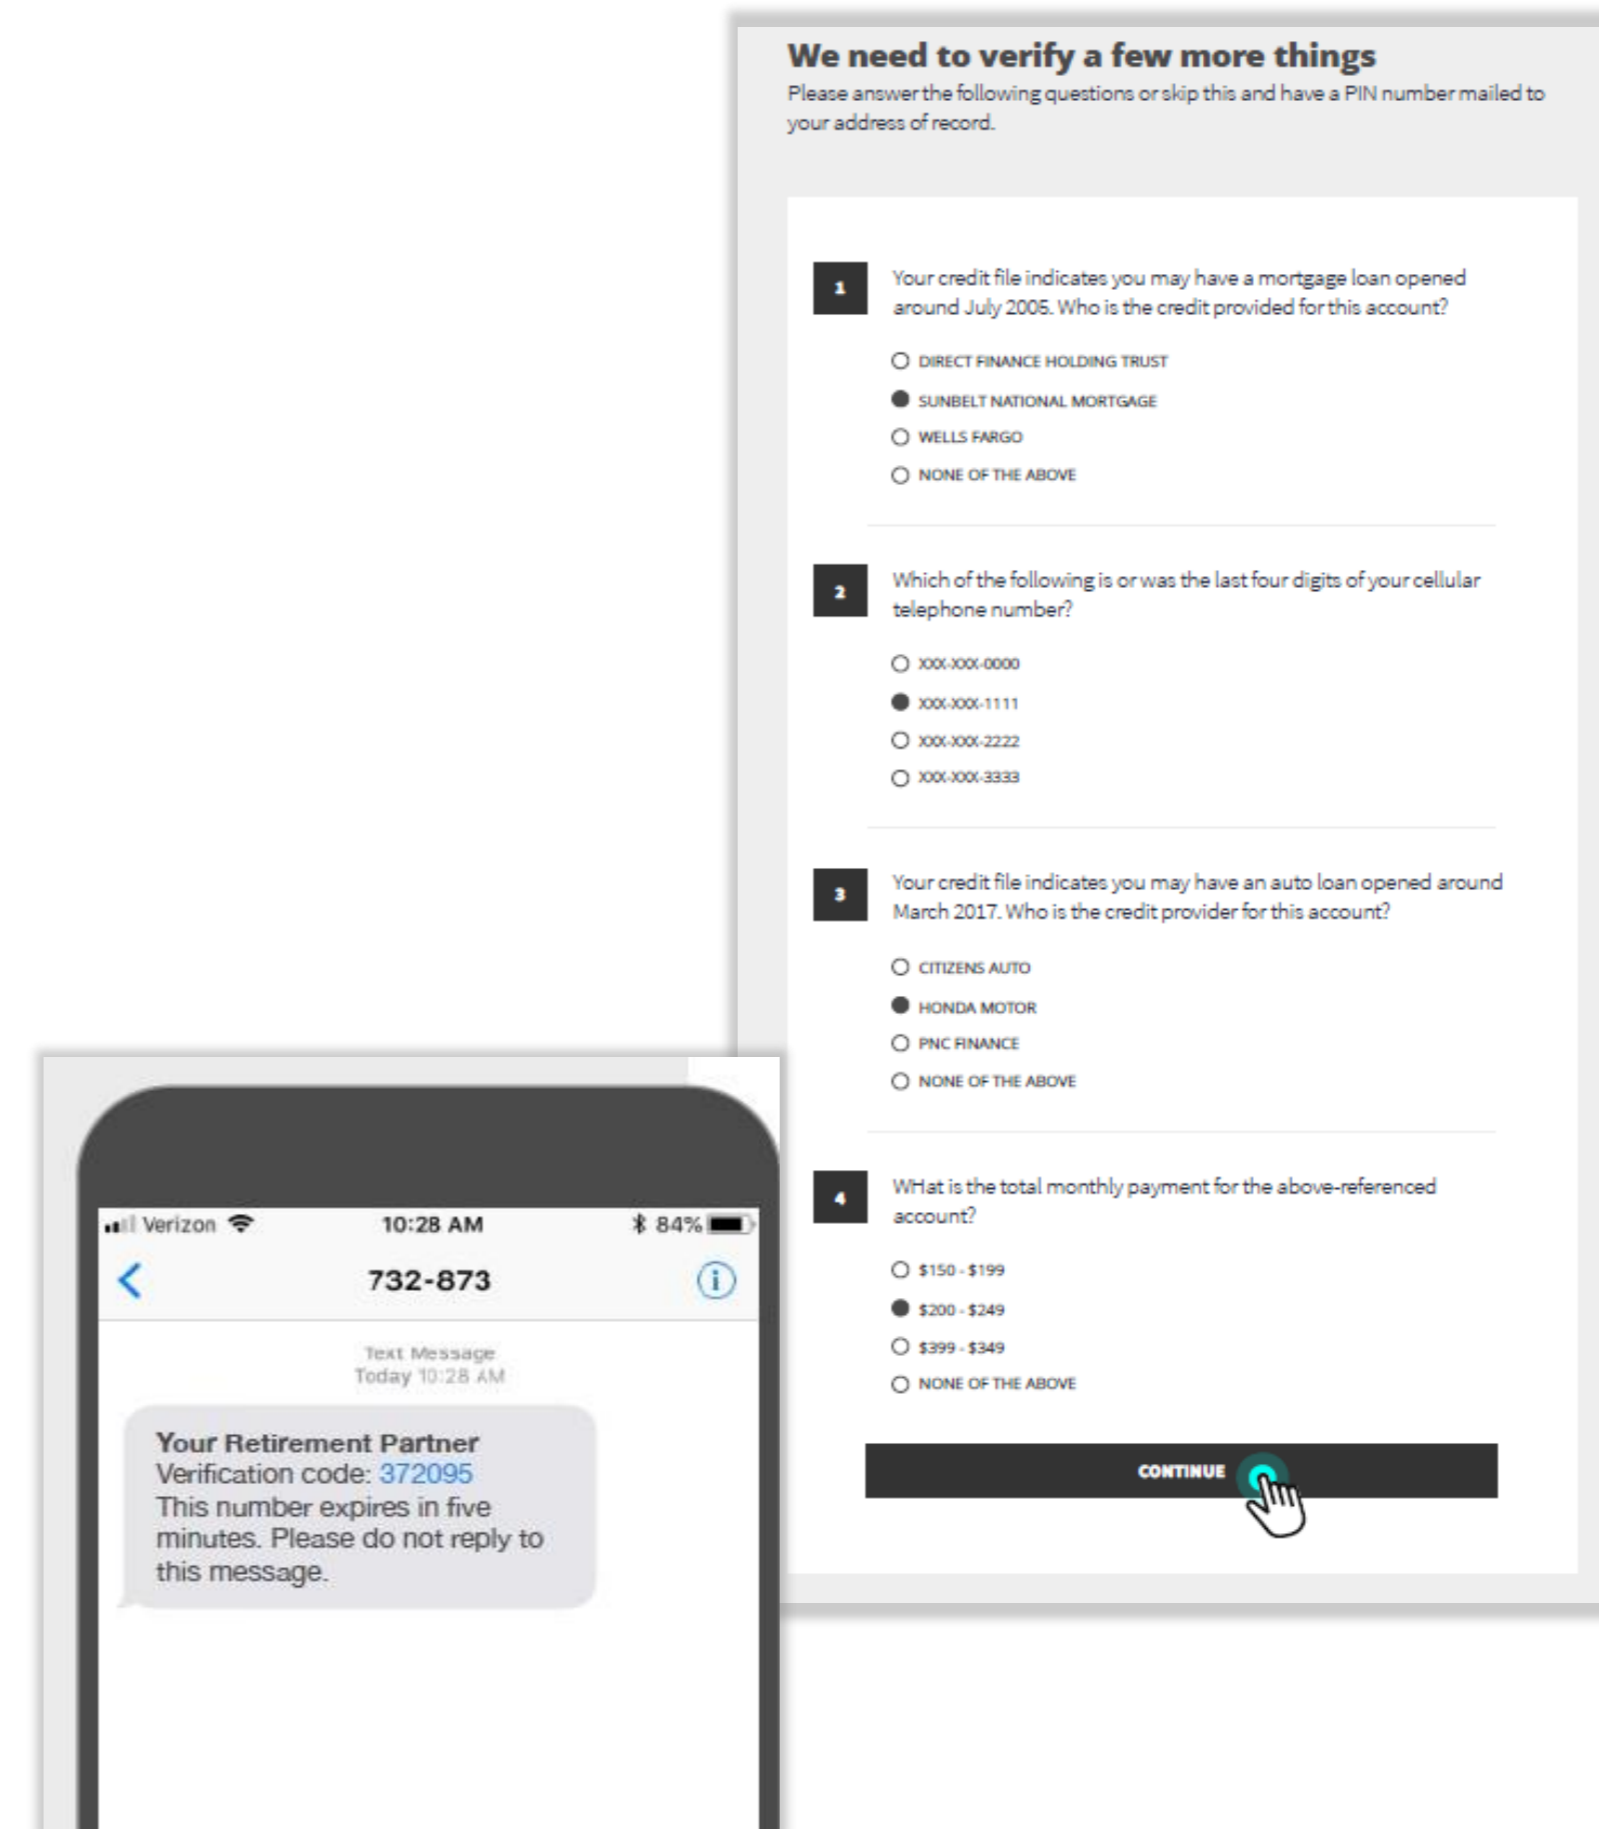 We need to verify a few more things
Please answer the following questions or skip this and have a PIN number mailed to
your address of record.
1
Your credit file indicates you may have a mortgage loan opened
around July 2005. Who is the credit provided for this account?
DIRECT FINANCE HOLDING TRUST
SUNBELT NATIONAL MORTGAGE
WELLS FARGO
NONE OF THE ABOVE
2
Which of the following is or was the last four digits of your cellular
telephone number?
XXX-XXX-0000
XXX-XXX-1111
XXX-XXX-2222
XXX-XXX-3333
3
Your credit file indicates you may have an auto loan opened around
March 2017. Who is the credit provider for this account?
CITIZENS AUTO
HONDA MOTOR
PNC FINANCE
NONE OF THE ABOVE
4
WHat is the total monthly payment for the above-referenced
account?
$150 - $199
$200 - $249
$399 - $349
NONE OF THE ABOVE
CONTINUE
Verizon 10:28 AM 84%
732-873
Text Message
Today 10:28 AM
Your Retirement Partner
Verification code: 372095
This number expires in five
minutes. Please do not reply to
this message.